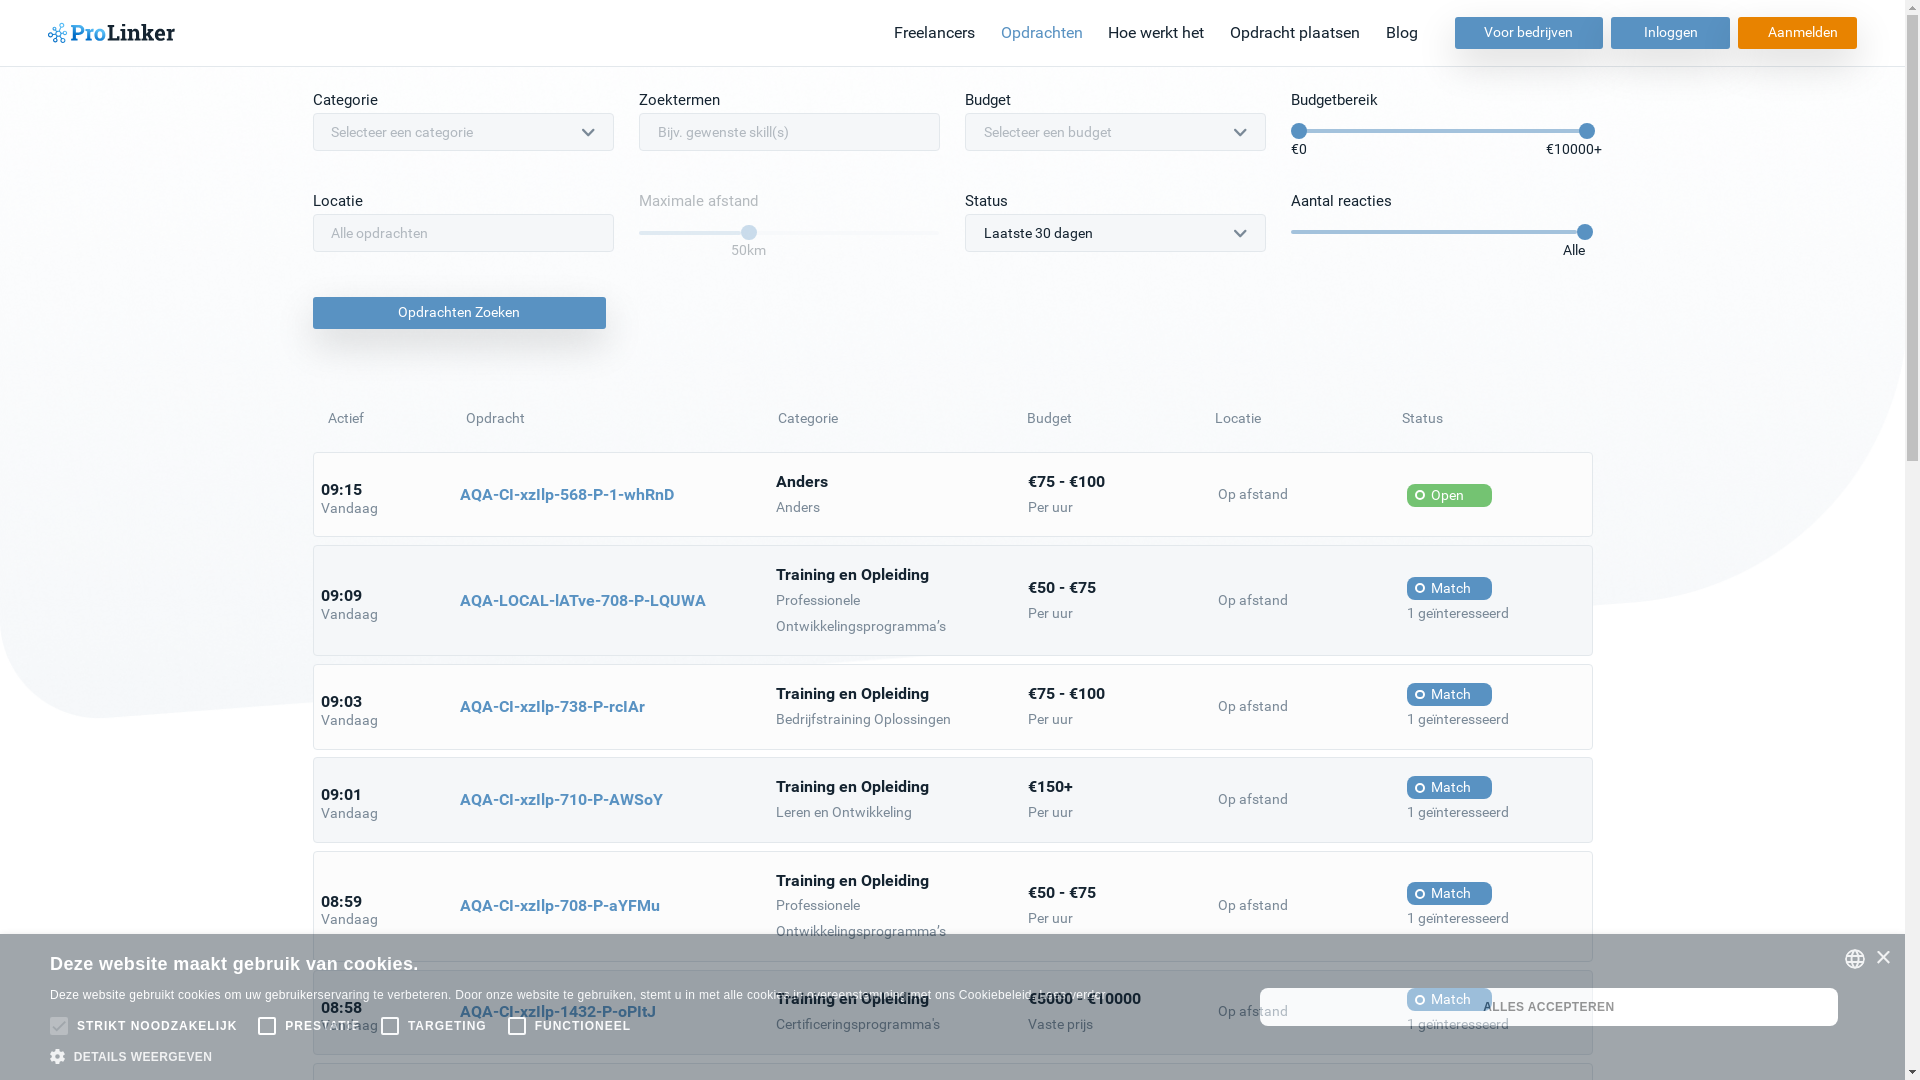 ProLinker
Freelancers
Opdrachten
Hoe werkt het
Opdracht plaatsen
Blog
Voor bedrijven
Inloggen
Aanmelden
Categorie
Zoektermen
Budget
Budgetbereik
Selecteer een categorie
Bijv. gewenste skill(s)
Selecteer een budget
€0
€10000+
Locatie
Maximale afstand
Status
Aantal reacties
Alle opdrachten
50km
Laatste 30 dagen
Alle
Opdrachten Zoeken
Actief
Opdracht
Categorie
Budget
Locatie
Status
09:15
Vandaag
AQA-CI-xzIlp-568-P-1-whRnD
Anders
Anders
€75 - €100
Per uur
Op afstand
Open
09:09
Vandaag
AQA-LOCAL-lATve-708-P-LQUWA
Training en Opleiding
Professionele
Ontwikkelingsprogramma’s
€50 - €75
Per uur
Op afstand
Match
1 geïnteresseerd
09:03
Vandaag
AQA-CI-xzIlp-738-P-rcIAr
Training en Opleiding
Bedrijfstraining Oplossingen
€75 - €100
Per uur
Op afstand
Match
1 geïnteresseerd
09:01
Vandaag
AQA-CI-xzIlp-710-P-AWSoY
Training en Opleiding
Leren en Ontwikkeling
€150+
Per uur
Op afstand
Match
1 geïnteresseerd
08:59
Vandaag
AQA-CI-xzIlp-708-P-aYFMu
Training en Opleiding
Professionele
Ontwikkelingsprogramma’s
€50 - €75
Per uur
Op afstand
Match
1 geïnteresseerd
08:58
Vandaag
AQA-CI-xzIlp-1432-P-oPItJ
Training en Opleiding
Certificeringsprogramma's
€5000 - €10000
Vaste prijs
Op afstand
Match
1 geïnteresseerd
Deze website maakt gebruik van cookies.
Deze website gebruikt cookies om uw gebruikerservaring te verbeteren. Door onze website te gebruiken, stemt u in met alle cookies in overeenstemming met ons Cookiebeleid. Lees verder
STRIKT NOODZAKELIJK
PRESTATIE
TARGETING
FUNCTIONEEL
DETAILS WEERGEVEN
ALLES ACCEPTEREN